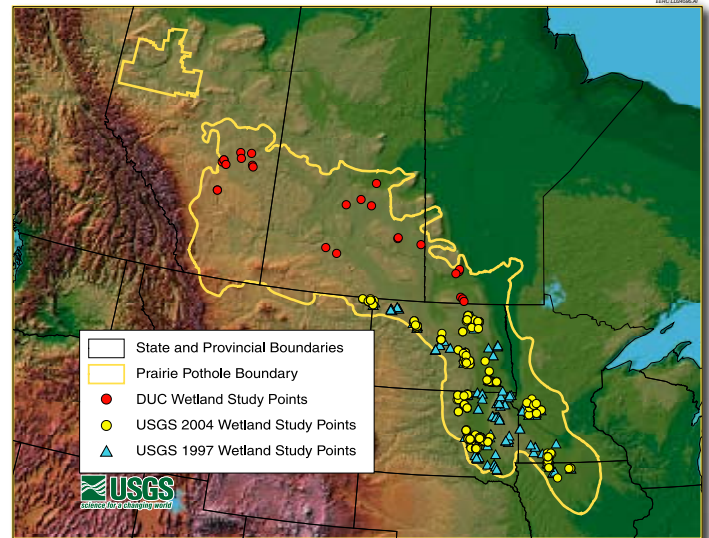 State and Provincial Boundaries
Prairie Pothole Boundary
DUC Wetland Study Points
USGS 2004 Wetland Study Points
USGS 1997 Wetland Study Points
USGS
science for a changing world